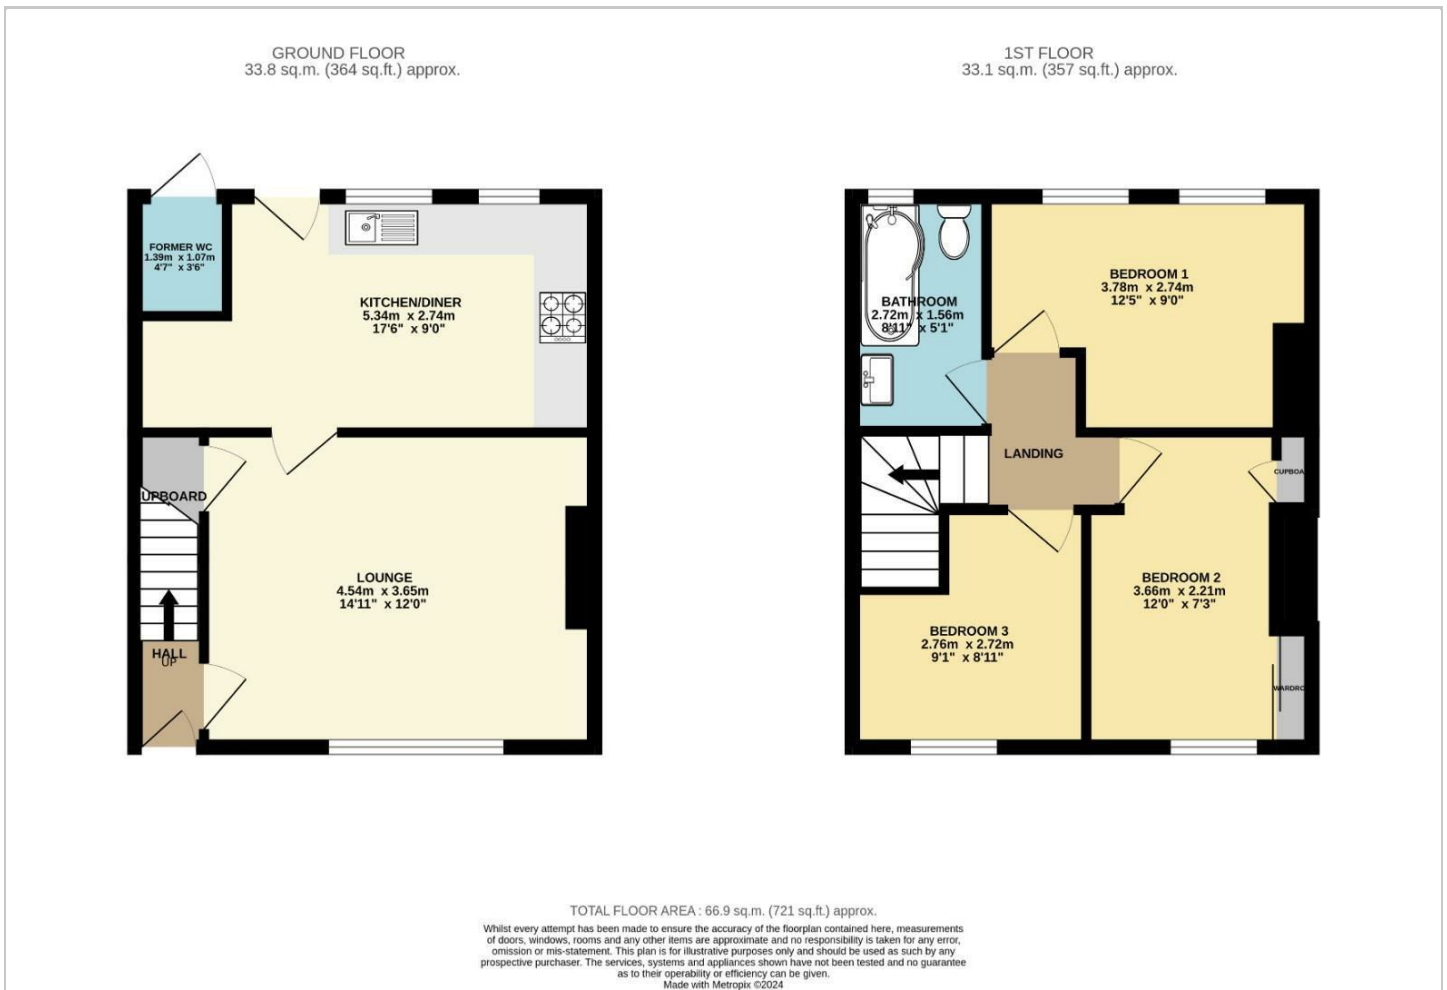 GROUND FLOOR
33.8 sq.m. (364 sq.ft.) approx.
1ST FLOOR
33.1 sq.m. (357 sq.ft.) approx.
FORMER WC
1.39m x 1.07m
4'7" x 3'6"
KITCHEN/DINER
5.34m x 2.74m
17'6" x 9'0"
UPBOARD
LOUNGE
4.54m x 3.65m
14'11" x 12'0"
HALL
UP
BATHROOM
2.72m x 1.56m
8'11" x 5'1"
BEDROOM 1
3.78m x 2.74m
12'5" x 9'0"
LANDING
CUPBOA
BEDROOM 2
3.66m x 2.21m
12'0" x 7'3"
BEDROOM 3
2.76m x 2.72m
9'1" x 8'11"
WARDRO
TOTAL FLOOR AREA : 66.9 sq.m. (721 sq.ft.) approx.
Whilst every attempt has been made to ensure the accuracy of the floorplan contained here, measurements
of doors, windows, rooms and any other items are approximate and no responsibility is taken for any error,
omission or mis-statement. This plan is for illustrative purposes only and should be used as such by any
prospective purchaser. The services, systems and appliances shown have not been tested and no guarantee
as to their operability or efficiency can be given.
Made with Metropix ©2024